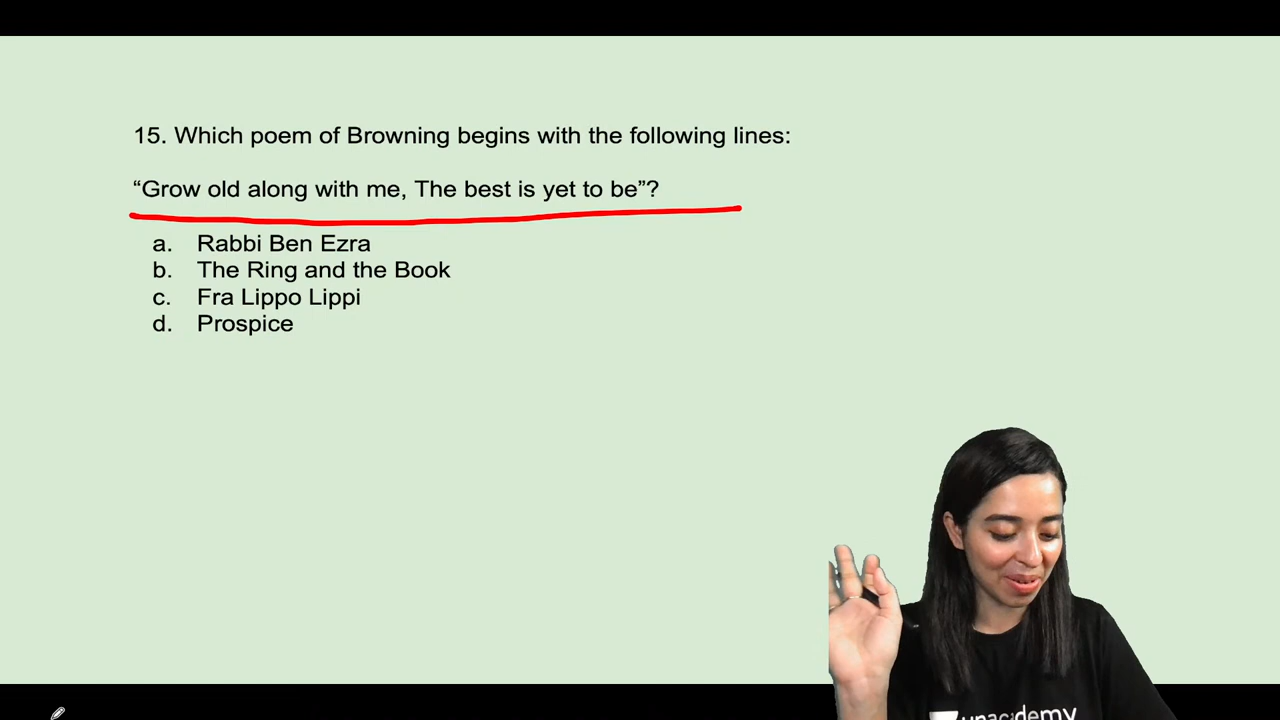 15. Which poem of Browning begins with the following lines:
“Grow old along with me, The best is yet to be”?
a. Rabbi Ben Ezra
b. The Ring and the Book
c. Fra Lippo Lippi
d. Prospice
unacademy